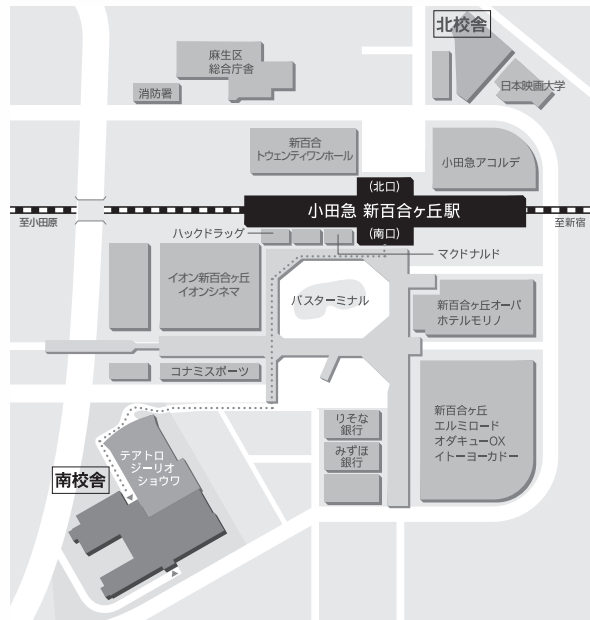 北校舎
麻生区
総合庁舎
消防署
日本映画大学
新百合
トウェンティワンホール
小田急アコルデ
(北口)
小田急 新百合ヶ丘駅
至小田原
至新宿
(南口)
ハックドラッグ
マクドナルド
イオン新百合ヶ丘
イオンシネマ
バスターミナル
新百合ヶ丘オーパ
ホテルモリノ
コナミスポーツ
りそな
銀行
みずほ
銀行
新百合ヶ丘
エルミロード
オダキューOX
イトーヨーカドー
テアトロ
ジーリオ
ショウワ
南校舎